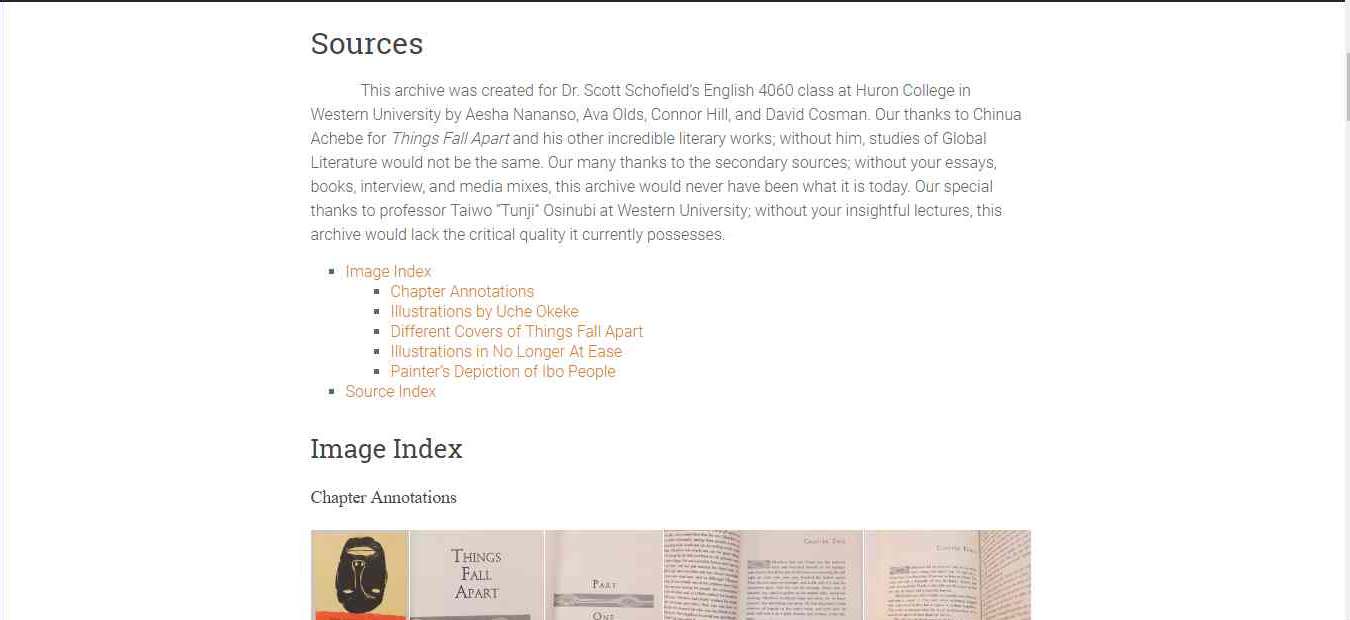 Sources
This archive was created for Dr. Scott Schofield's English 4060 class at Huron College in
Western University by Aesha Nananso, Ava Olds, Connor Hill, and David Cosman. Our thanks to Chinua
Achebe for Things Fall Apart and his other incredible literary works; without him, studies of Global
Literature would not be the same. Our many thanks to the secondary sources; without your essays,
books, interview, and media mixes, this archive would never have been what it is today. Our special
thanks to professor Taiwo "Tunji" Osinubi at Western University; without your insightful lectures, this
archive would lack the critical quality it currently possesses.
Image Index
Chapter Annotations
Illustrations by Uche Okeke
Different Covers of Things Fall Apart
Illustrations in No Longer At Ease
Painter's Depiction of Ibo People
Source Index
Image Index
Chapter Annotations
THINGS
FALL
APART
PART
ONE
CHAPTER TWO